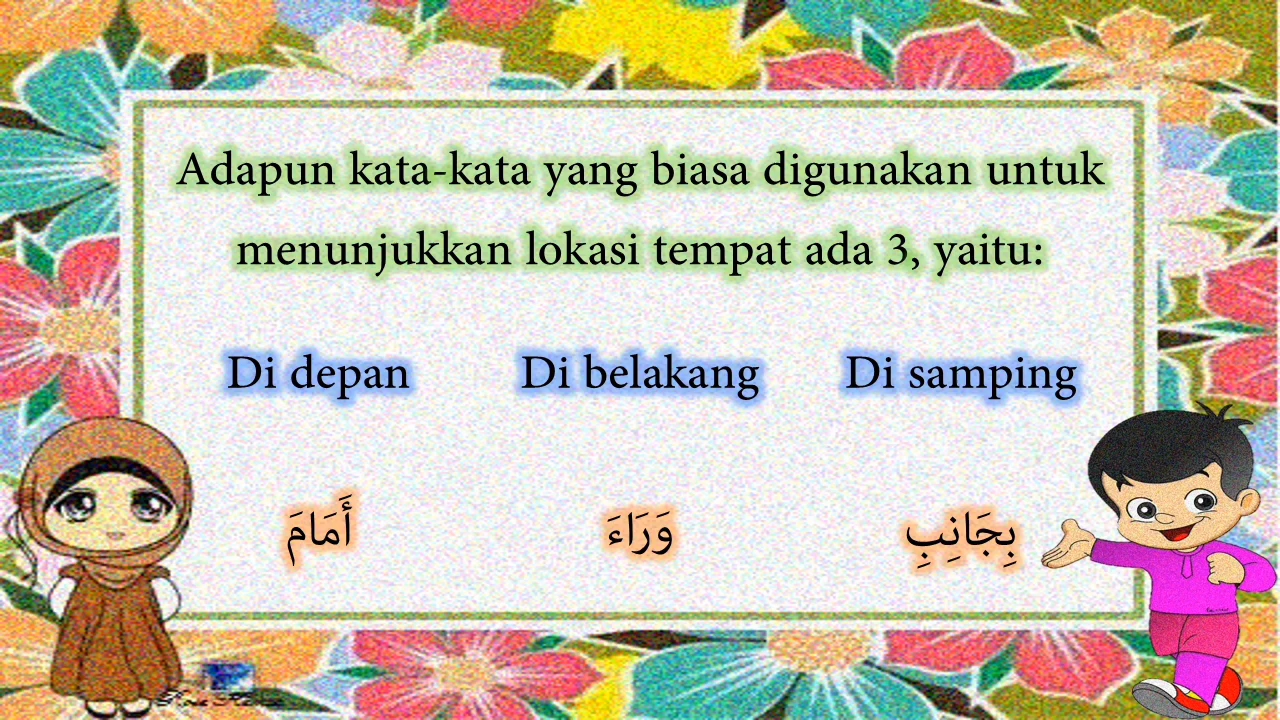 Adapun kata-kata yang biasa digunakan untuk
menunjukkan lokasi tempat ada 3, yaitu:
Di depan Di belakang Di samping
أَمَامَ وَرَاءَ بِجَانِبِ